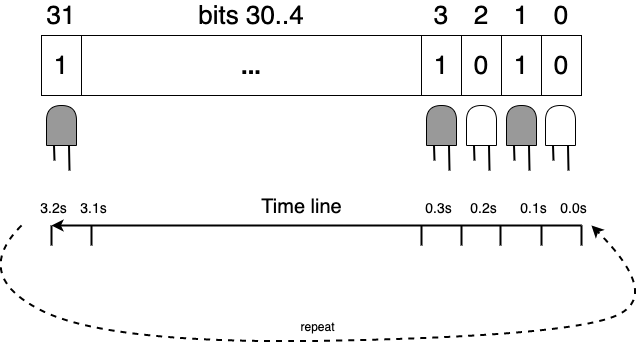 31 bits 30..4 3 2 1 0
1 ... 1 0 1 0
3.2s 3.1s Time line 0.3s 0.2s 0.1s 0.0s
repeat